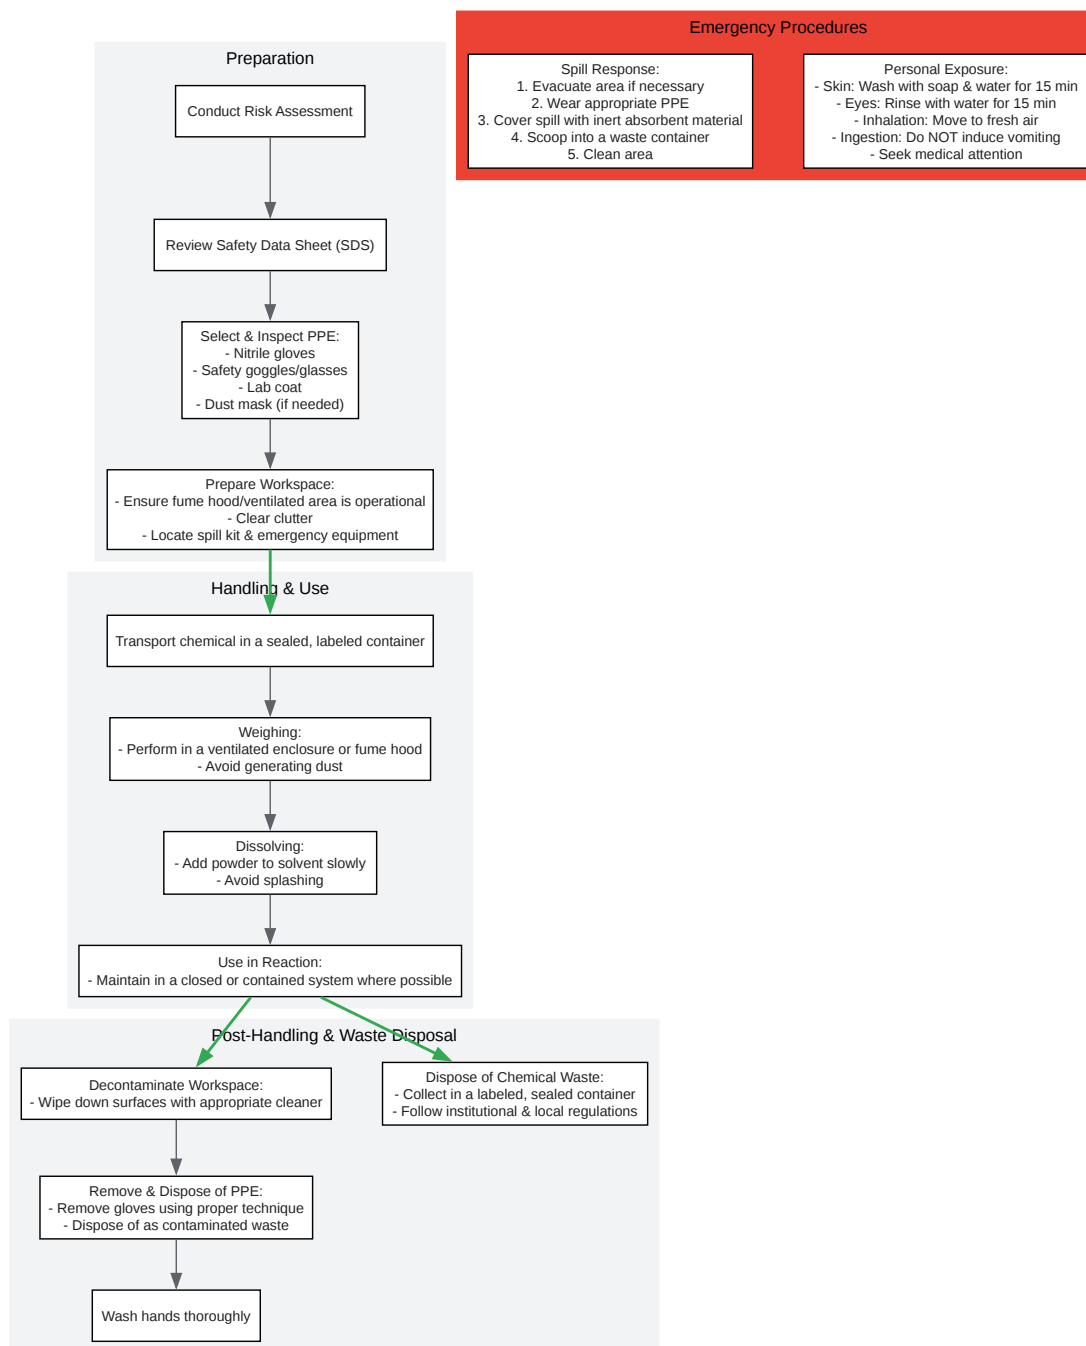 Emergency Procedures
Spill Response:
1. Evacuate area if necessary
2. Wear appropriate PPE
3. Cover spill with inert absorbent material
4. Scoop into a waste container
5. Clean area
Personal Exposure:
- Skin: Wash with soap & water for 15 min
- Eyes: Rinse with water for 15 min
- Inhalation: Move to fresh air
- Ingestion: Do NOT induce vomiting
- Seek medical attention
Preparation
Conduct Risk Assessment
Review Safety Data Sheet (SDS)
Select & Inspect PPE:
- Nitrile gloves
- Safety goggles/glasses
- Lab coat
- Dust mask (if needed)
Prepare Workspace:
- Ensure fume hood/ventilated area is operational
- Clear clutter
- Locate spill kit & emergency equipment
Handling & Use
Transport chemical in a sealed, labeled container
Weighing:
- Perform in a ventilated enclosure or fume hood
- Avoid generating dust
Dissolving:
- Add powder to solvent slowly
- Avoid splashing
Use in Reaction:
- Maintain in a closed or contained system where possible
Post-Handling & Waste Disposal
Decontaminate Workspace:
- Wipe down surfaces with appropriate cleaner
Dispose of Chemical Waste:
- Collect in a labeled, sealed container
- Follow institutional & local regulations
Remove & Dispose of PPE:
- Remove gloves using proper technique
- Dispose of as contaminated waste
Wash hands thoroughly